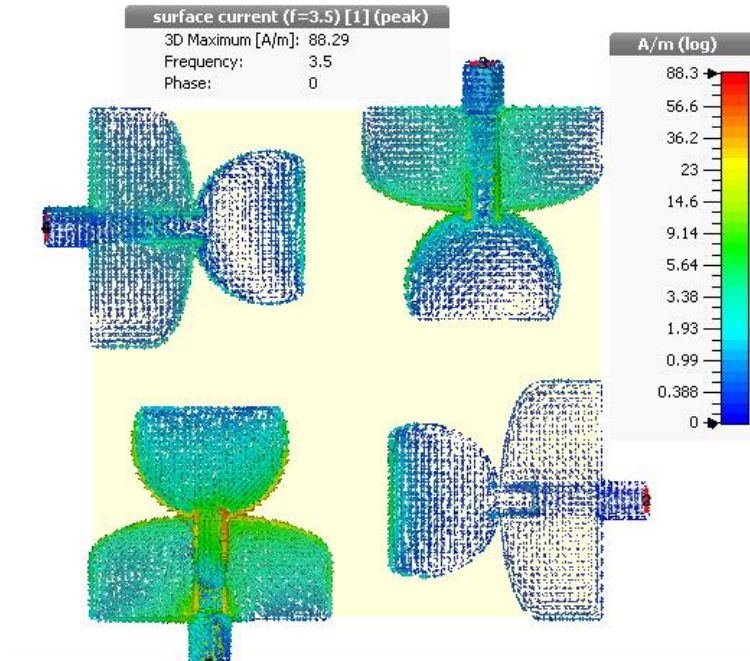 surface current (f=3.5) [1] (peak)
3D Maximum [A/m]: 88.29
Frequency: 3.5
Phase: 0
A/m (log)
88.3
56.6
36.2
23
14.6
9.14
5.64
3.38
1.93
0.99
0.388
0